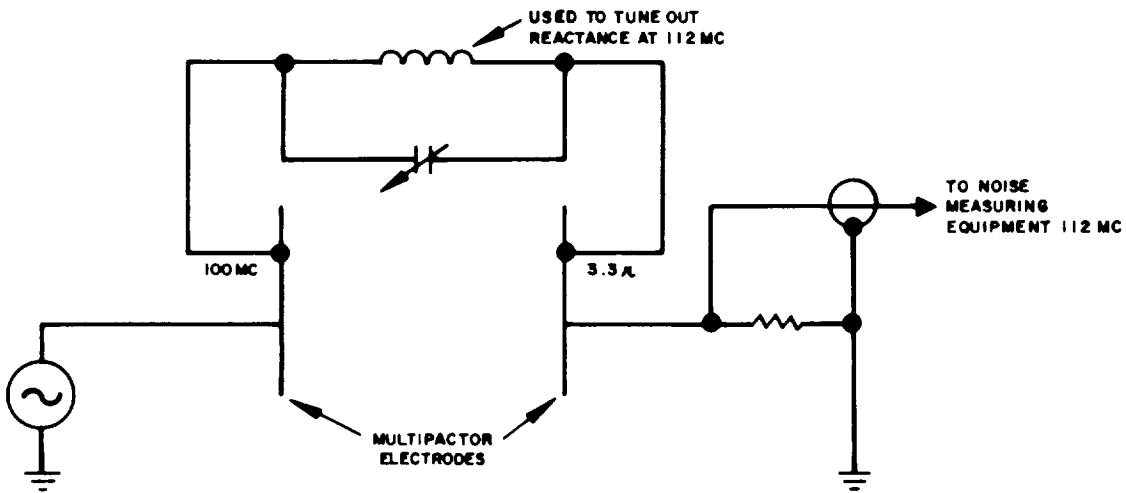 USED TO TUNE OUT
REACTANCE AT 112 MC
TO NOISE
MEASURING
EQUIPMENT 112 MC
100 MC
3.3
MULTIPACTOR
ELECTRODES